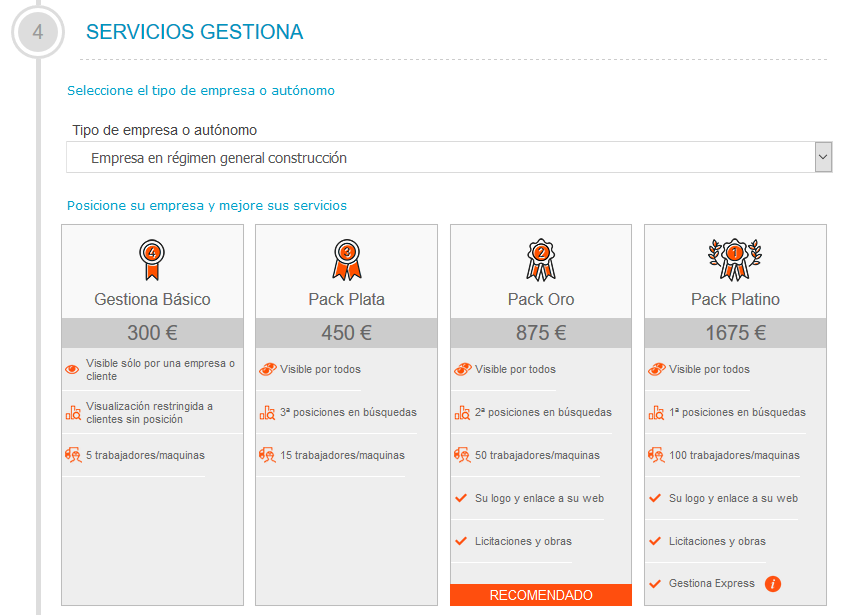 4
SERVICIOS GESTIONA
Seleccione el tipo de empresa o autónomo
Tipo de empresa o autónomo
Empresa en régimen general construcción
Posicione su empresa y mejore sus servicios
4
Gestiona Básico
300 €
Visible sólo por una empresa o
cliente
Visualización restringida a
clientes sin posición
5 trabajadores/maquinas
3
Pack Plata
450 €
Visible por todos
3ª posiciones en búsquedas
15 trabajadores/maquinas
2
Pack Oro
875 €
Visible por todos
2ª posiciones en búsquedas
50 trabajadores/maquinas
Su logo y enlace a su web
Licitaciones y obras
RECOMENDADO
1
Pack Platino
1675 €
Visible por todos
1ª posiciones en búsquedas
100 trabajadores/maquinas
Su logo y enlace a su web
Licitaciones y obras
Gestiona Express i